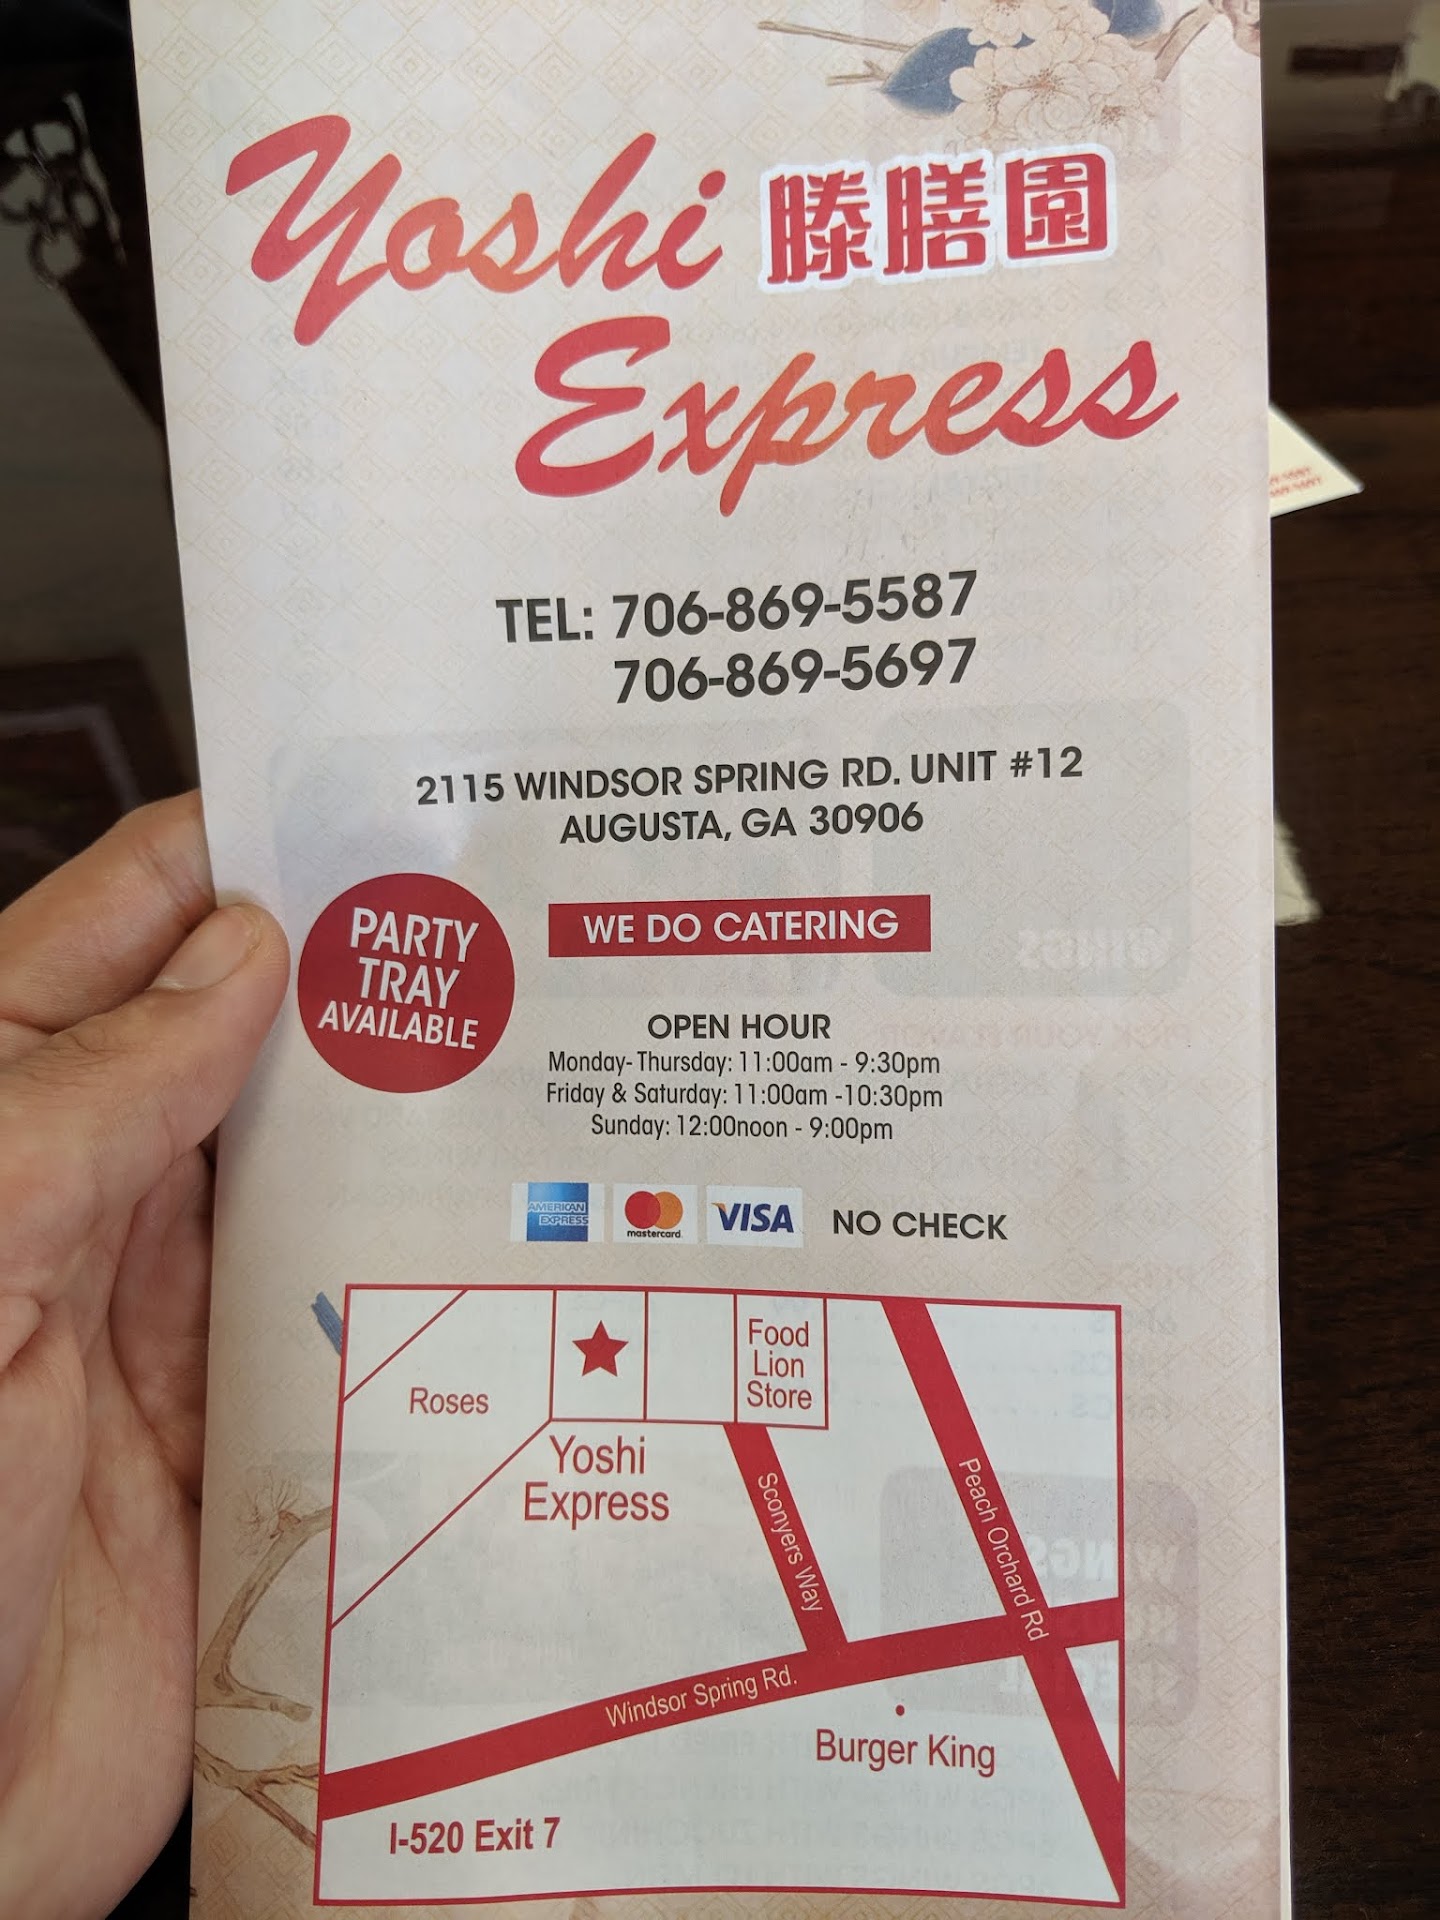 Yoshi 滕膳園
Express
TEL: 706-869-5587
706-869-5697
2115 WINDSOR SPRING RD. UNIT #12
AUGUSTA, GA 30906
PARTY
TRAY
AVAILABLE
WE DO CATERING
OPEN HOUR
Monday- Thursday: 11:00am - 9:30pm
Friday & Saturday: 11:00am -10:30pm
Sunday: 12:00noon - 9:00pm
AMERICAN
EXPRESS
mastercard.
VISA
NO CHECK
Roses
Yoshi
Express
Food
Lion
Store
Sconyers Way
Peach Orchard Rd
Windsor Spring Rd.
Burger King
I-520 Exit 7